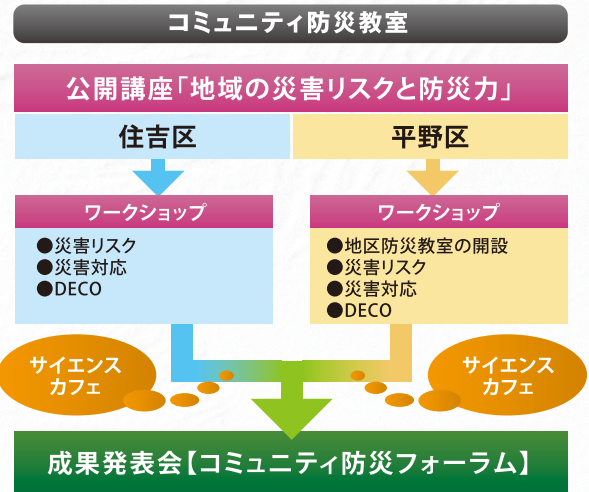 コミュニティ防災教室
公開講座「地域の災害リスクと防災力」
住吉区
平野区
ワークショップ
●災害リスク
●災害対応
●DECO
ワークショップ
●地区防災教室の開設
●災害リスク
●災害対応
●DECO
サイエンス
カフェ
サイエンス
カフェ
成果発表会【コミュニティ防災フォーラム】